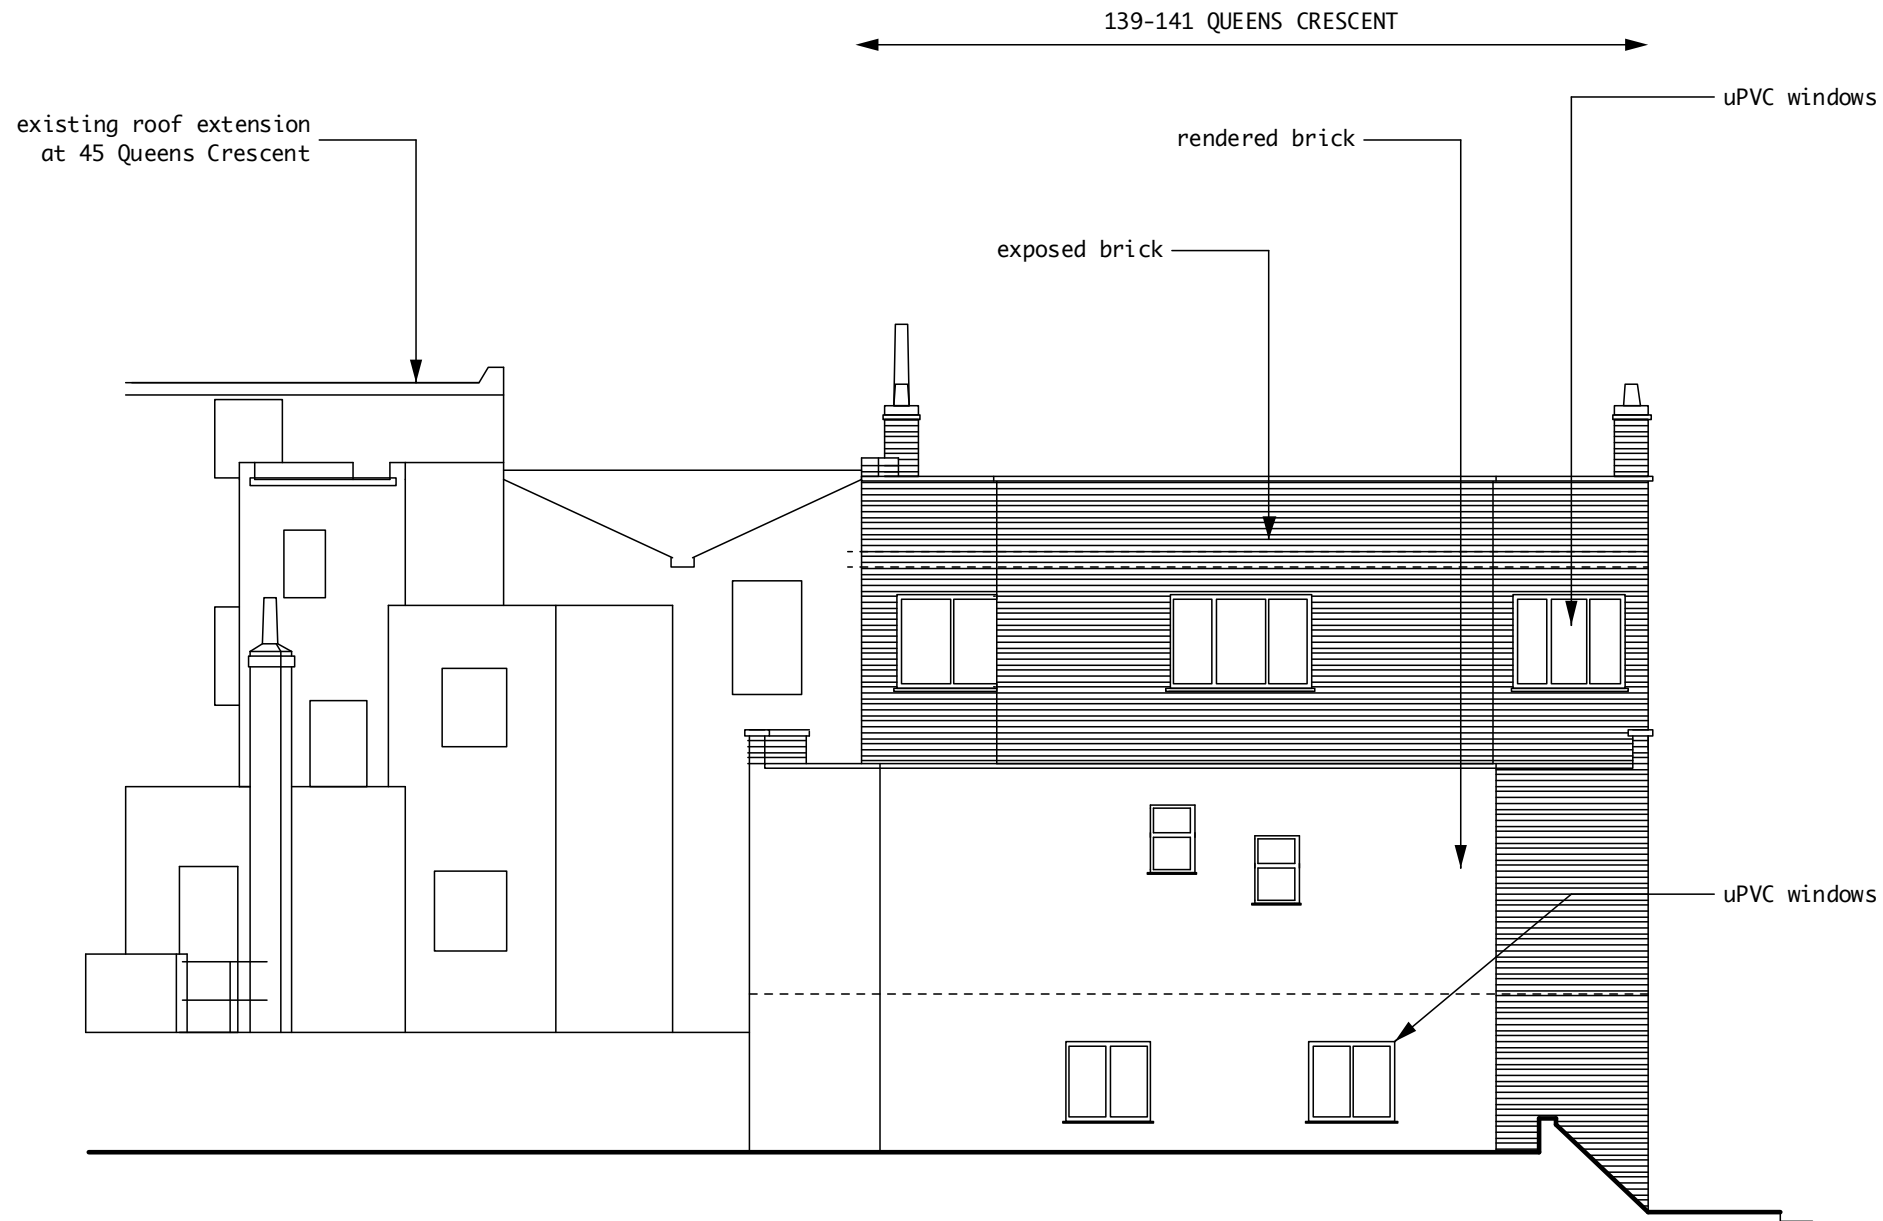 139-141 QUEENS CRESCENT
uPVC windows
existing roof extension
at 45 Queens Crescent
rendered brick
exposed brick
uPVC windows